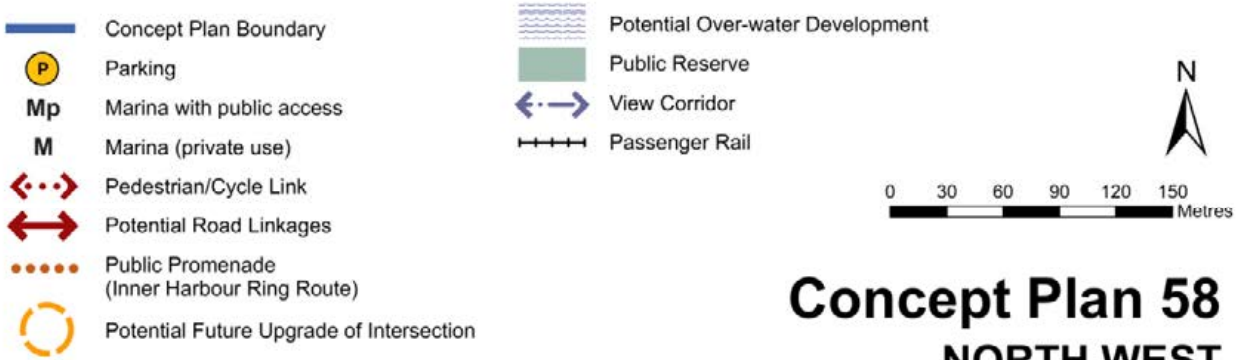 Concept Plan Boundary
P
Parking
Mp
Marina with public access
M
Marina (private use)
Pedestrian/Cycle Link
Potential Road Linkages
Public Promenade
(Inner Harbour Ring Route)
Potential Future Upgrade of Intersection
Potential Over-water Development
Public Reserve
View Corridor
Passenger Rail
N
0 30 60 90 120 150
Metres
Concept Plan 58
NORTH WEST